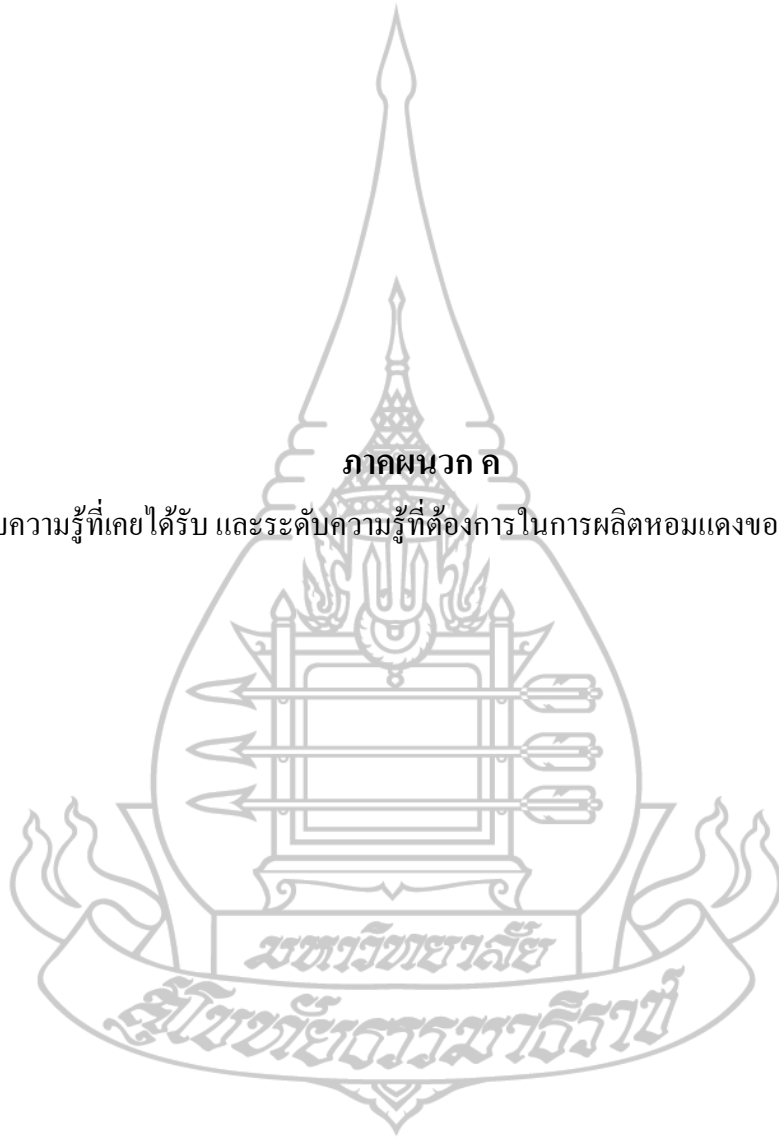 ภาคผนวก ค
บความรู้ที่เคยได้รับ และระดับความรู้ที่ต้องการในการผลิตหอมแดงขอ
มหาวิทยาลัย
สุโขทัยธรรมาธิราช